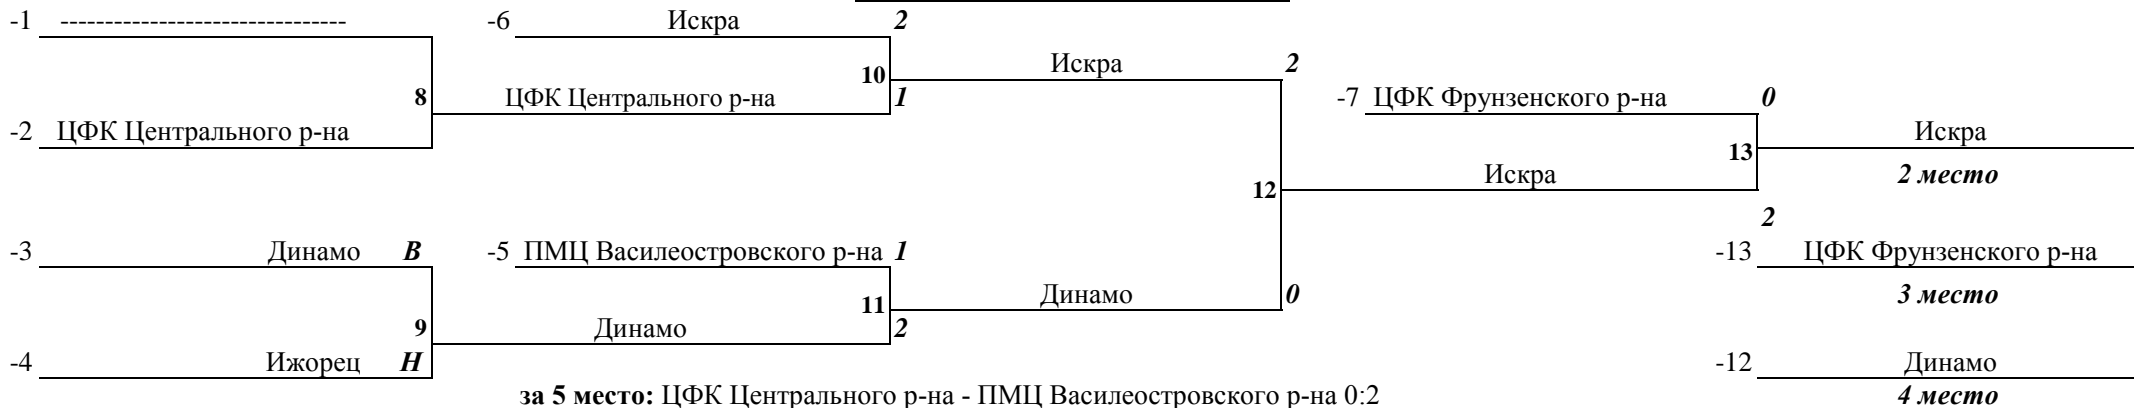 -1 ------------------------------- -6 Искра 2
Искра 2
10
8 ЦФК Центрального р-на 1 -7 ЦФК Фрунзенского р-на 0
-2 ЦФК Центрального р-на Искра
13
Искра 2 место
12
2
-3 Динамо В -5 ПМЦ Василеостровского р-на 1 -13 ЦФК Фрунзенского р-на
11 Динамо 0 3 место
9 Динамо 2
-4 Ижорец Н -12 Динамо
за 5 место: ЦФК Центрального р-на - ПМЦ Василеостровского р-на 0:2 4 место